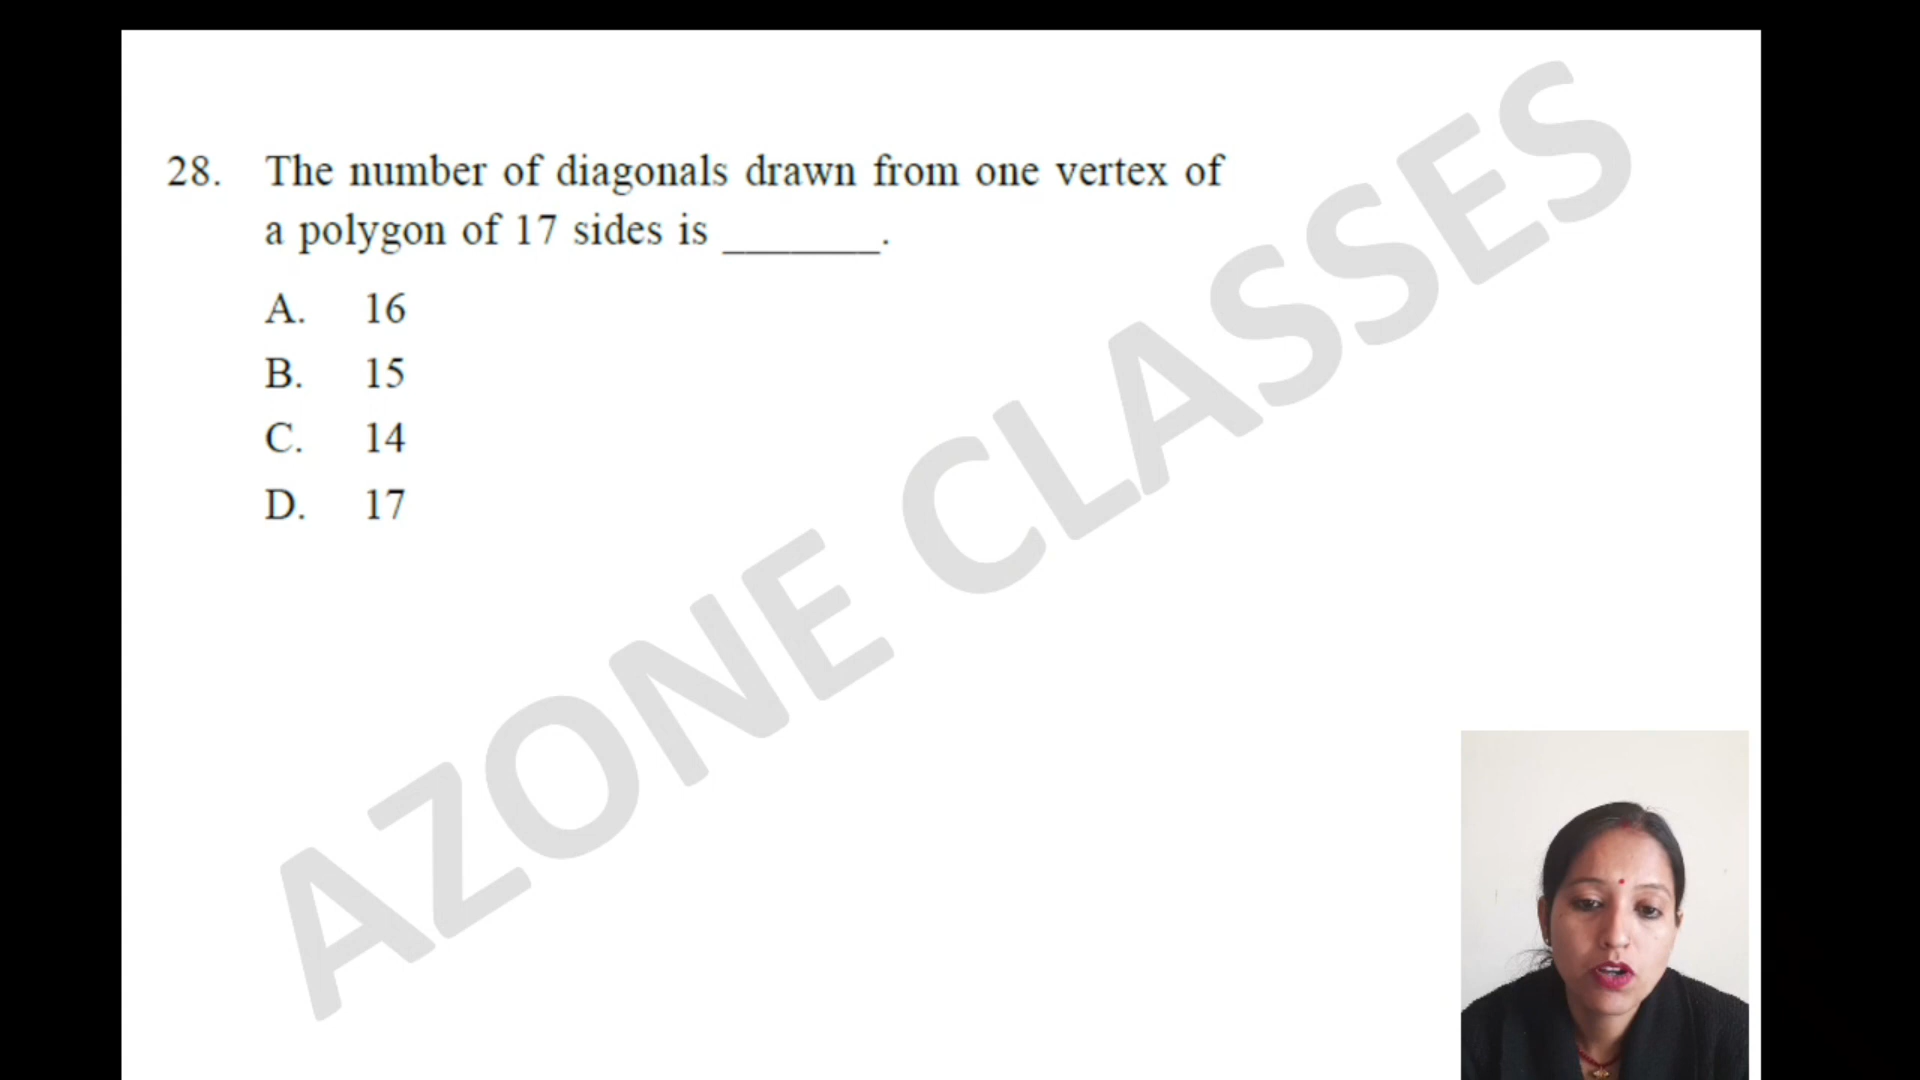 28. The number of diagonals drawn from one vertex of
a polygon of 17 sides is _______.
A. 16
B. 15
C. 14
D. 17
AZONE CLASSES